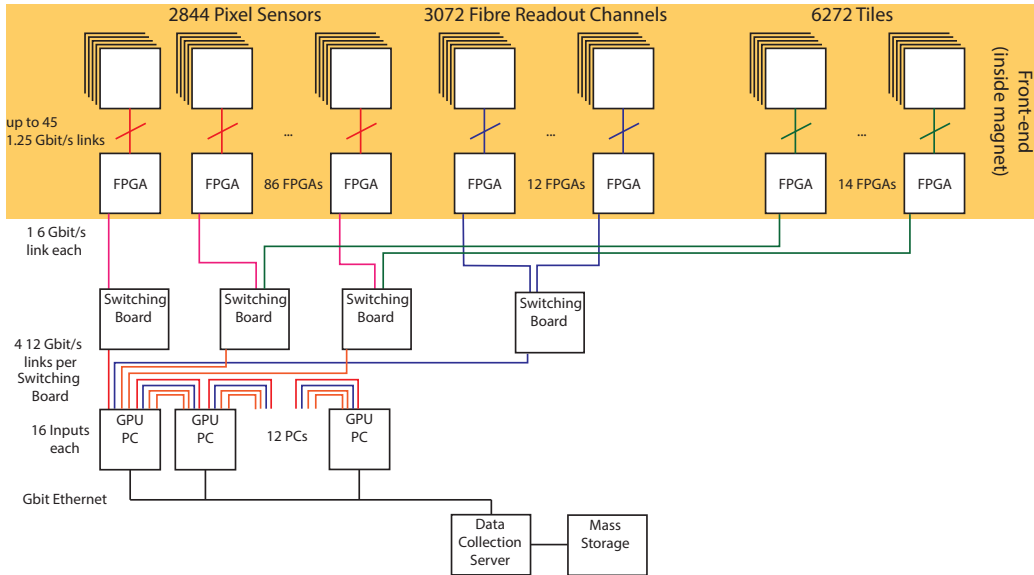 2844 Pixel Sensors
3072 Fibre Readout Channels
6272 Tiles
Front-end
(inside magnet)
up to 45
1.25 Gbit/s links
...
...
...
FPGA
FPGA
86 FPGAs
FPGA
FPGA
12 FPGAs
FPGA
FPGA
14 FPGAs
FPGA
1 6 Gbit/s
link each
Switching
Board
Switching
Board
Switching
Board
Switching
Board
4 12 Gbit/s
links per
Switching
Board
16 Inputs
each
GPU
PC
GPU
PC
12 PCs
GPU
PC
Gbit Ethernet
Data
Collection
Server
Mass
Storage